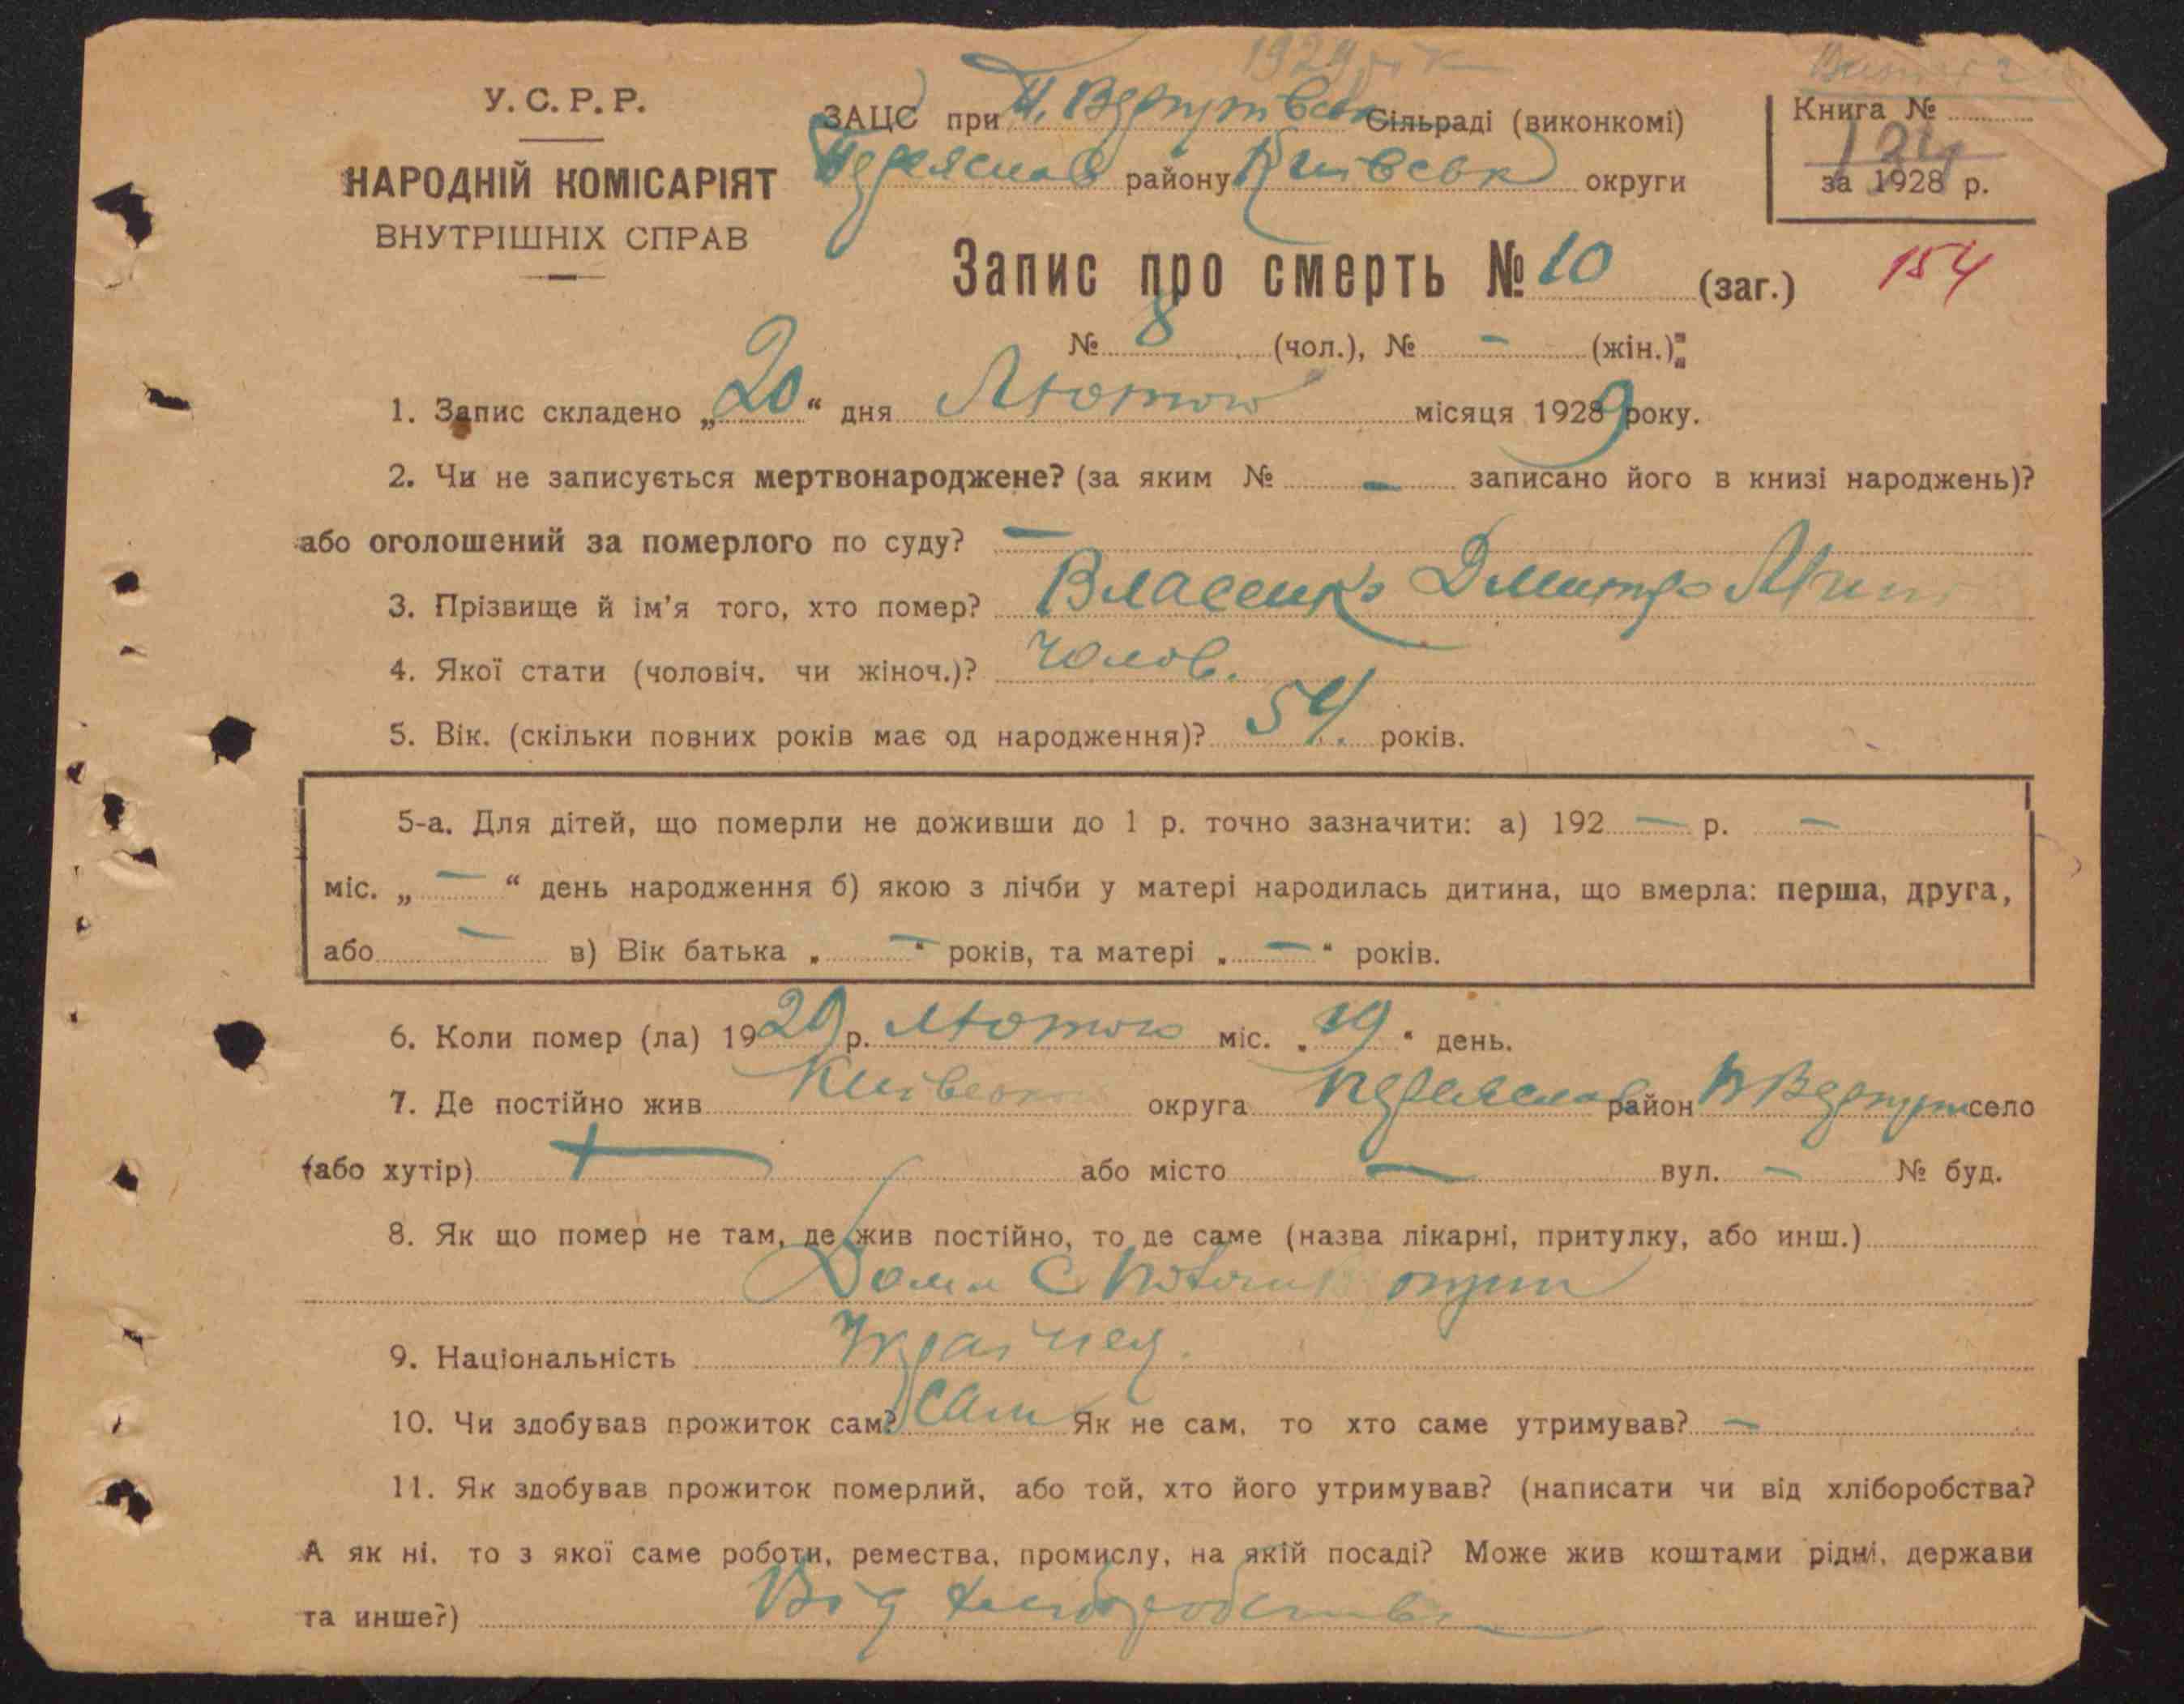 1929 рік
У. С. Р. Р.
НАРОДНІЙ КОМІСАРІЯТ
ВНУТРІШНІХ СПРАВ
ЗАЦС при Сільраді (виконкомі)
Переяслав району Київськ округи
Книга №
124
за 1928 р.
Запис про смерть № 10 (заг.)
154
№ 8 (чол.), № - (жін.)
1. Запис складено „20“ дня Лютого місяця 19289 року.
2. Чи не записується мертвонароджене? (за яким № - записано його в книзі народжень)?
або оголошений за померлого по суду? -
3. Прізвище й ім'я того, хто помер? Власенко Дмитро
4. Якої стати (чоловіч. чи жіноч.)? Чолов.
5. Вік. (скільки повних років має од народження)? 54. років.
5-а. Для дітей, що померли не доживши до 1 р. точно зазначити: а) 192 - р. -
міс. „ - “ день народження б) якою з лічби у матері народилась дитина, що вмерла: перша, друга,
або - в) Вік батька „ - “ років, та матері „ - “ років.
6. Коли помер (ла) 1929 р. Лютого міс. „19“ день.
7. Де постійно жив Київської округа Переяслав район село
(або хутір) або місто - вул. - № буд.
8. Як що помер не там, де жив постійно, то де саме (назва лікарні, притулку, або инш.)
Дома
9. Національність Українец.
10. Чи здобував прожиток сам? Сам Як не сам, то хто саме утримував? -
11. Як здобував прожиток померлий, або той, хто його утримував? (написати чи від хліборобства?
А як ні, то з якої саме роботи, ремества, промислу, на якій посаді? Може жив коштами рідні, держави
та инше?) Від хліборобства